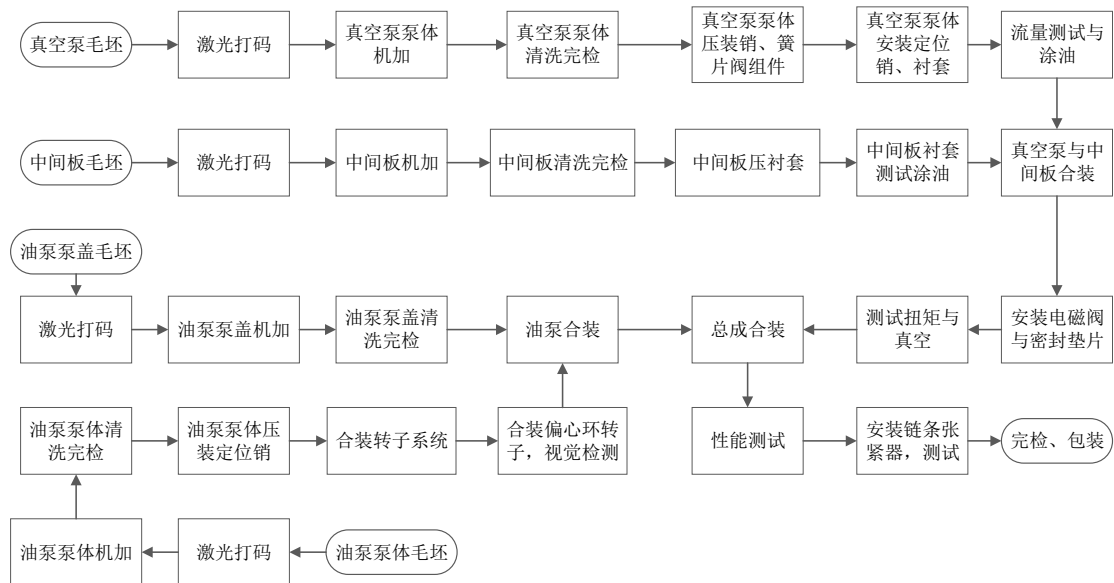 真空泵毛坯
激光打码
真空泵泵体
机加
真空泵泵体
清洗完检
真空泵泵体
压装销、簧
片阀组件
真空泵泵体
安装定位
销、衬套
流量测试与
涂油
中间板毛坯
激光打码
中间板机加
中间板清洗完检
中间板压衬套
中间板衬套
测试涂油
真空泵与中
间板合装
油泵泵盖毛坯
激光打码
油泵泵盖机加
油泵泵盖清
洗完检
油泵合装
总成合装
测试扭矩与
真空
安装电磁阀
与密封垫片
油泵泵体清
洗完检
油泵泵体压
装定位销
合装转子系统
合装偏心环转
子，视觉检测
性能测试
安装链条张
紧器，测试
完检、包装
油泵泵体机加
激光打码
油泵泵体毛坯